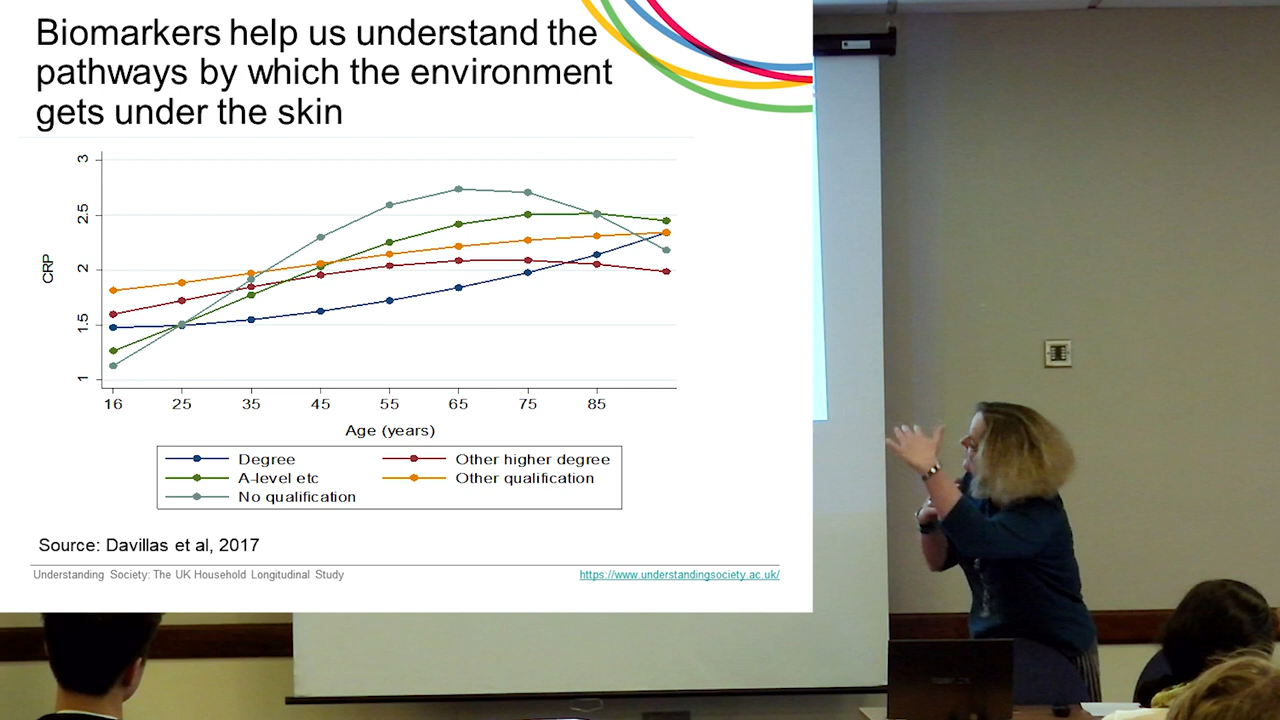 Biomarkers help us understand the
pathways by which the environment
gets under the skin
3
2.5
2
1.5
1
CRP
16 25 35 45 55 65 75 85
Age (years)
Degree Other higher degree
A-level etc Other qualification
No qualification
Source: Davillas et al, 2017
Understanding Society: The UK Household Longitudinal Study https://www.understandingsociety.ac.uk/